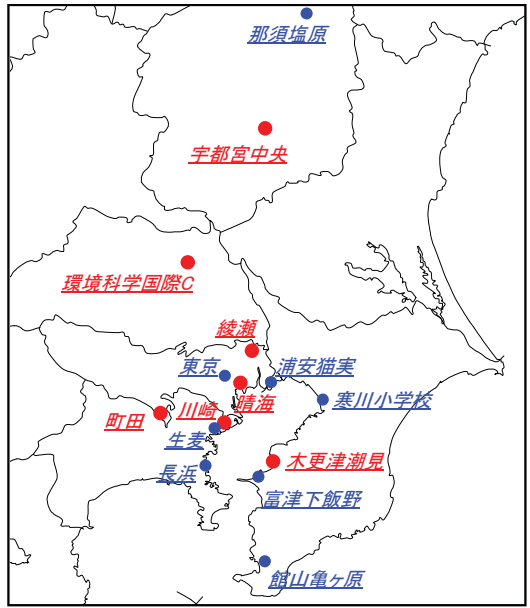 那須塩原
宇都宮中央
環境科学国際C
綾瀬
東京
浦安猫実
晴海
寒川小学校
川崎
町田
生麦
木更津潮見
長浜
富津下飯野
館山亀ヶ原